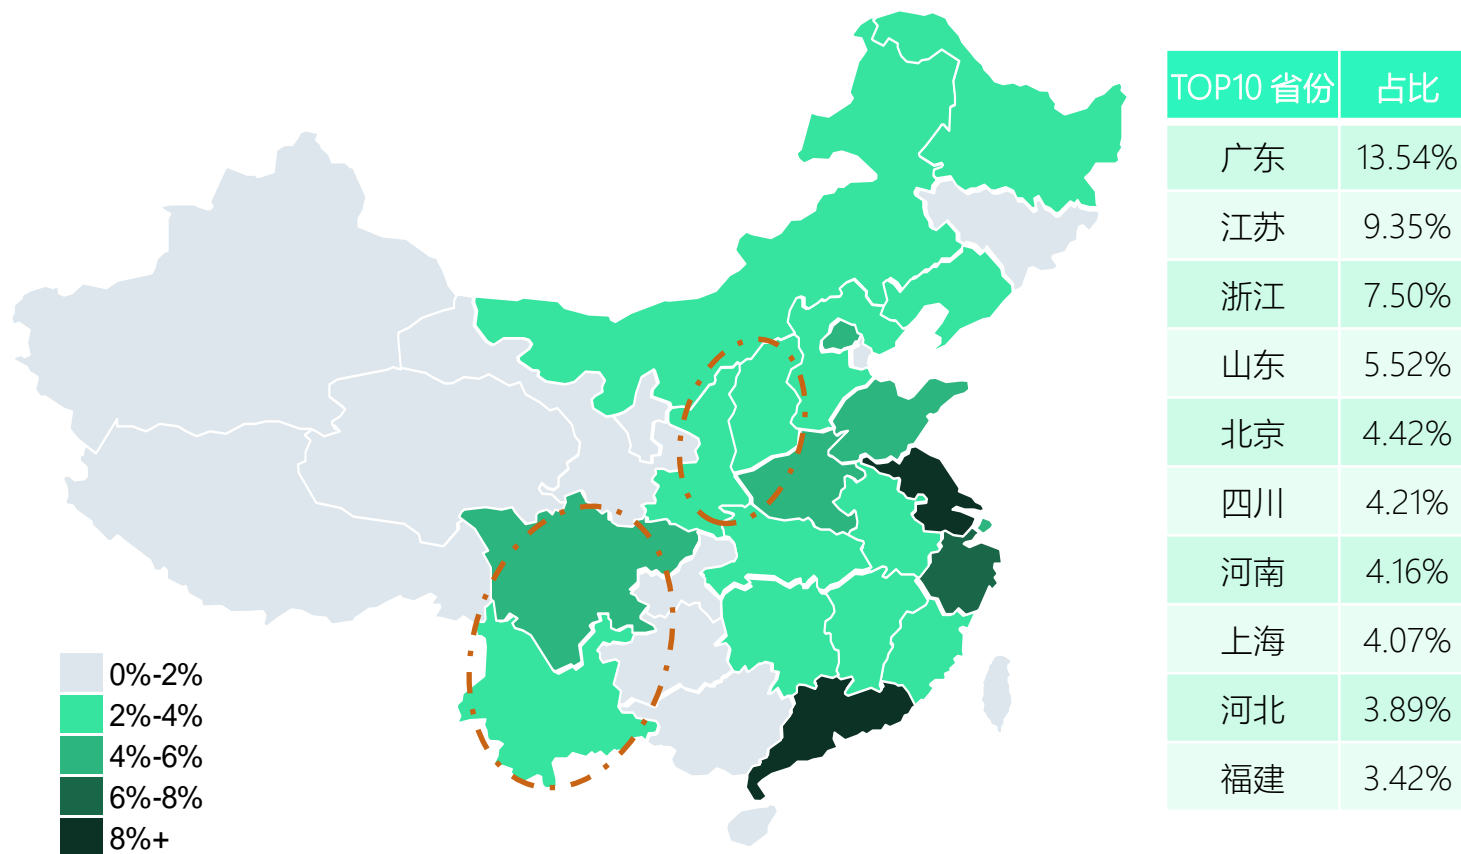 TOP10 省份 占比
广东 13.54%
江苏 9.35%
浙江 7.50%
山东 5.52%
北京 4.42%
四川 4.21%
河南 4.16%
上海 4.07%
河北 3.89%
福建 3.42%
0%-2%
2%-4%
4%-6%
6%-8%
8%+